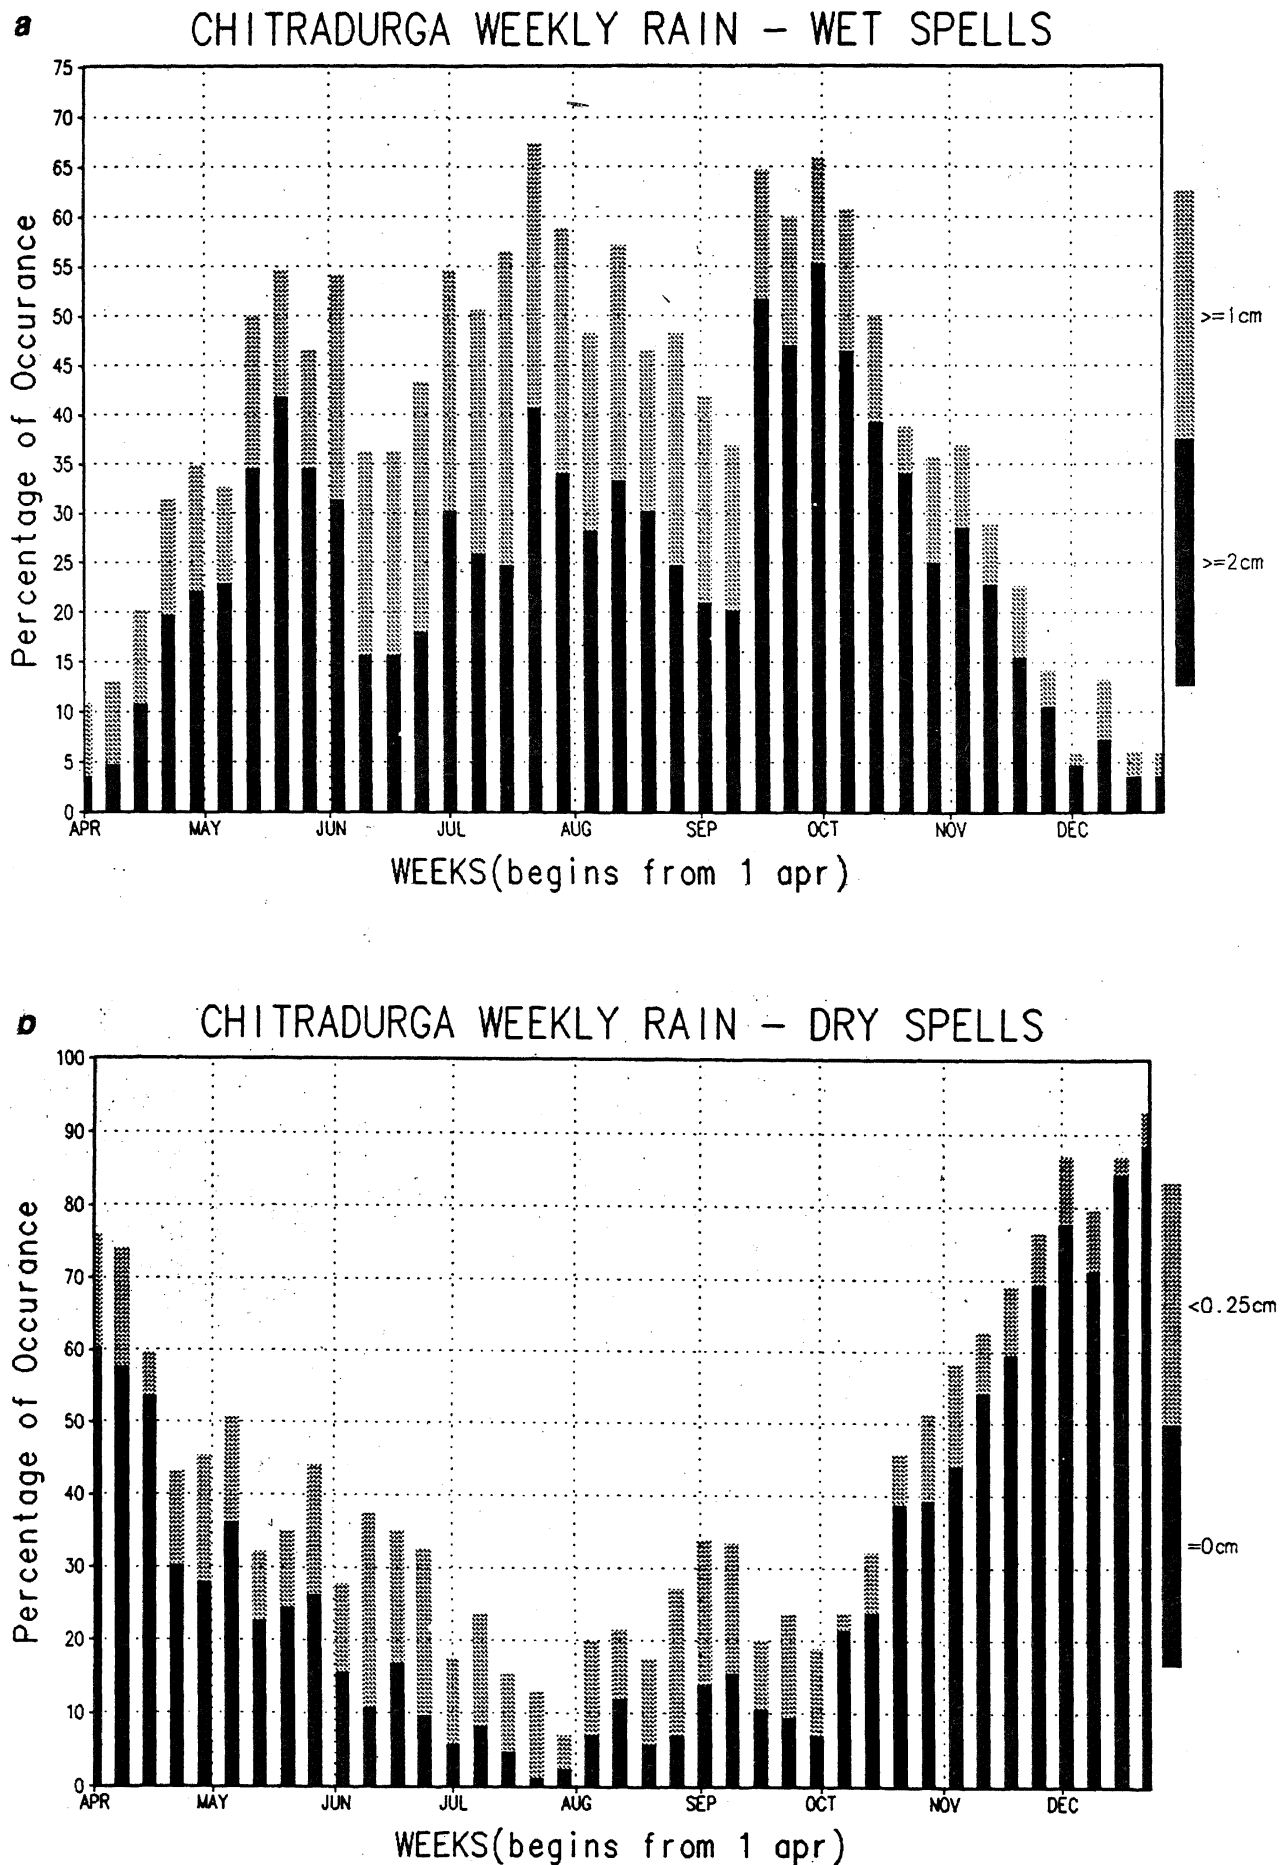 a
CHITRADURGA WEEKLY RAIN - WET SPELLS
75
70
65
60
55
50
45
40
35
30
25
20
15
10
5
0
Percentage of Occurance
>=1cm
>=2cm
APR MAY JUN JUL AUG SEP OCT NOV DEC
WEEKS(begins from 1 apr)
b
CHITRADURGA WEEKLY RAIN - DRY SPELLS
100
90
80
70
60
50
40
30
20
10
0
Percentage of Occurance
<0.25cm
=0cm
APR MAY JUN JUL AUG SEP OCT NOV DEC
WEEKS(begins from 1 apr)